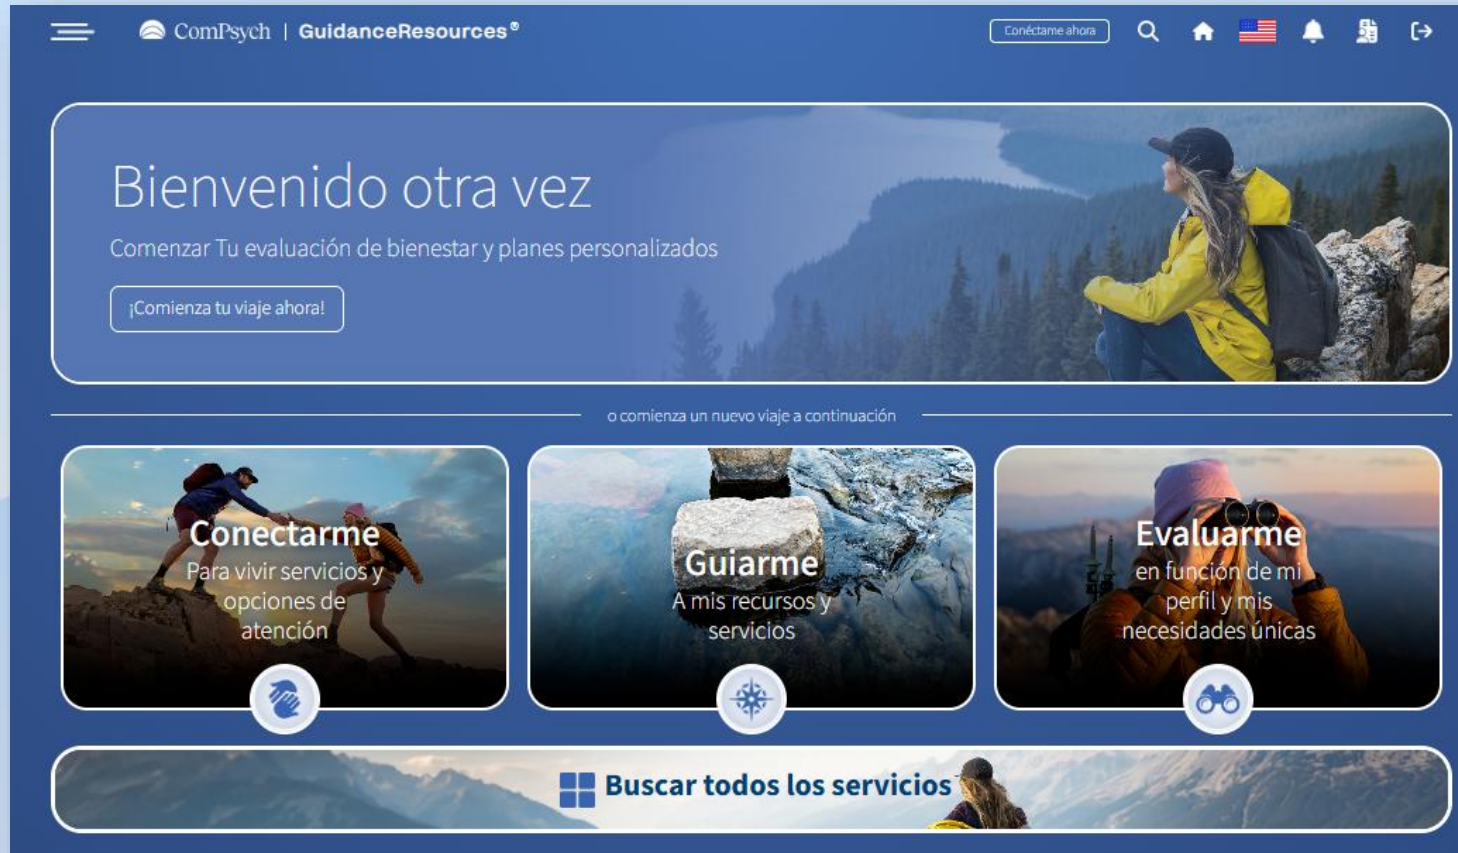 ComPsych | GuidanceResources®
Conéctame ahora
Bienvenido otra vez
Comenzar Tu evaluación de bienestar y planes personalizados
¡Comienza tu viaje ahora!
o comienza un nuevo viaje a continuación
Conectarme
Para vivir servicios y
opciones de
atención
Guiarme
A mis recursos y
servicios
Evaluarme
en función de mi
perfil y mis
necesidades únicas
Buscar todos los servicios